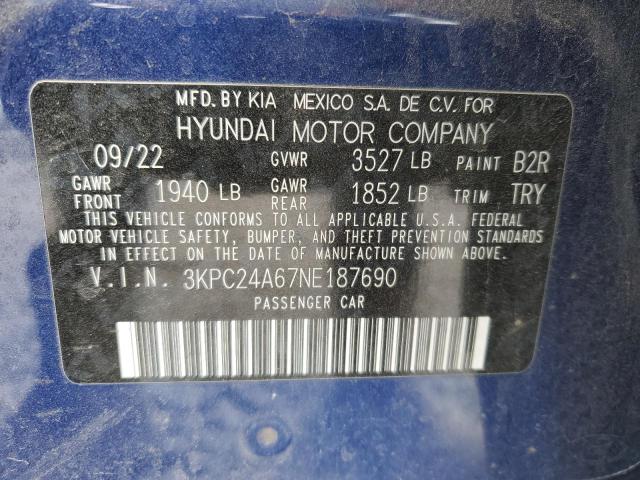 MFD. BY KIA MEXICO S.A. DE C.V. FOR
HYUNDAI MOTOR COMPANY
09/22 GVWR 3527 LB PAINT B2R
GAWR FRONT 1940 LB GAWR REAR 1852 LB TRIM TRY
THIS VEHICLE CONFORMS TO ALL APPLICABLE U.S.A. FEDERAL
MOTOR VEHICLE SAFETY, BUMPER, AND THEFT PREVENTION STANDARDS
IN EFFECT ON THE DATE OF MANUFACTURE SHOWN ABOVE.
V.I.N. 3KPC24A67NE187690
PASSENGER CAR